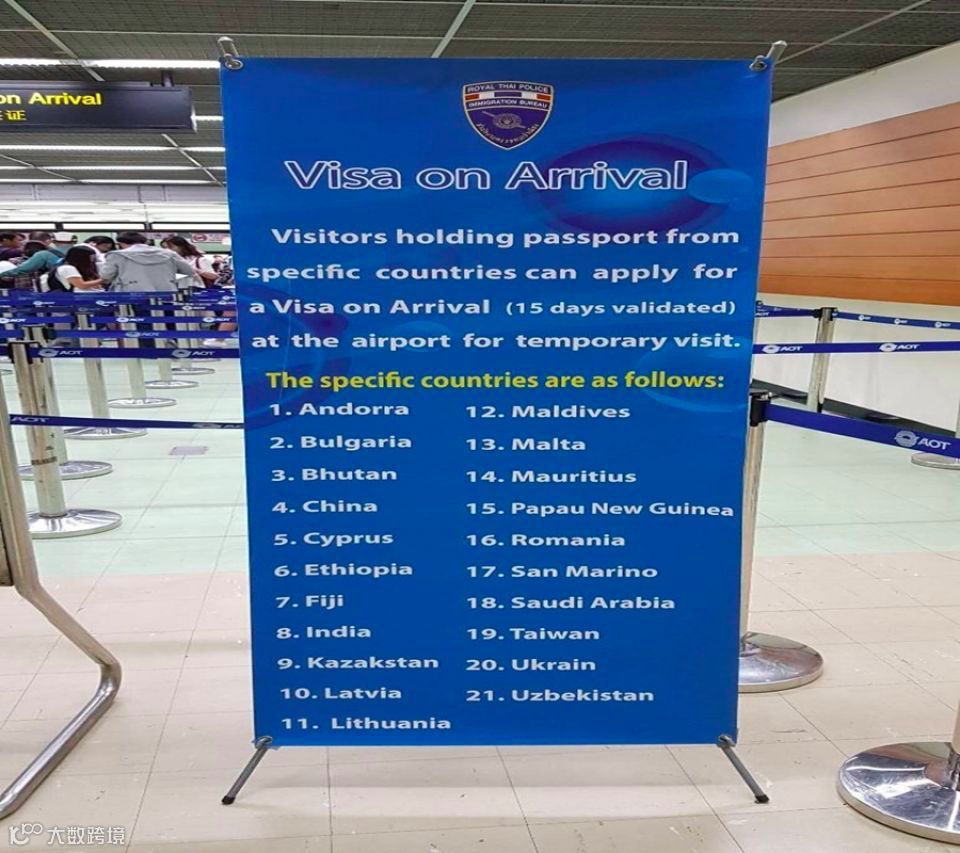 on Arrival
证
ROYAL THAI POLICE
IMMIGRATION BUREAU
Visa on Arrival
Visitors holding passport from
specific countries can apply for
a Visa on Arrival (15 days validated)
at the airport for temporary visit.
The specific countries are as follows:
1. Andorra
2. Bulgaria
3. Bhutan
4. China
5. Cyprus
6. Ethiopia
7. Fiji
8. India
9. Kazakstan
10. Latvia
11. Lithuania
12. Maldives
13. Malta
14. Mauritius
15. Papau New Guinea
16. Romania
17. San Marino
18. Saudi Arabia
19. Taiwan
20. Ukrain
21. Uzbekistan
AOT
AOT
AOT
AOT
AOT
大数跨境